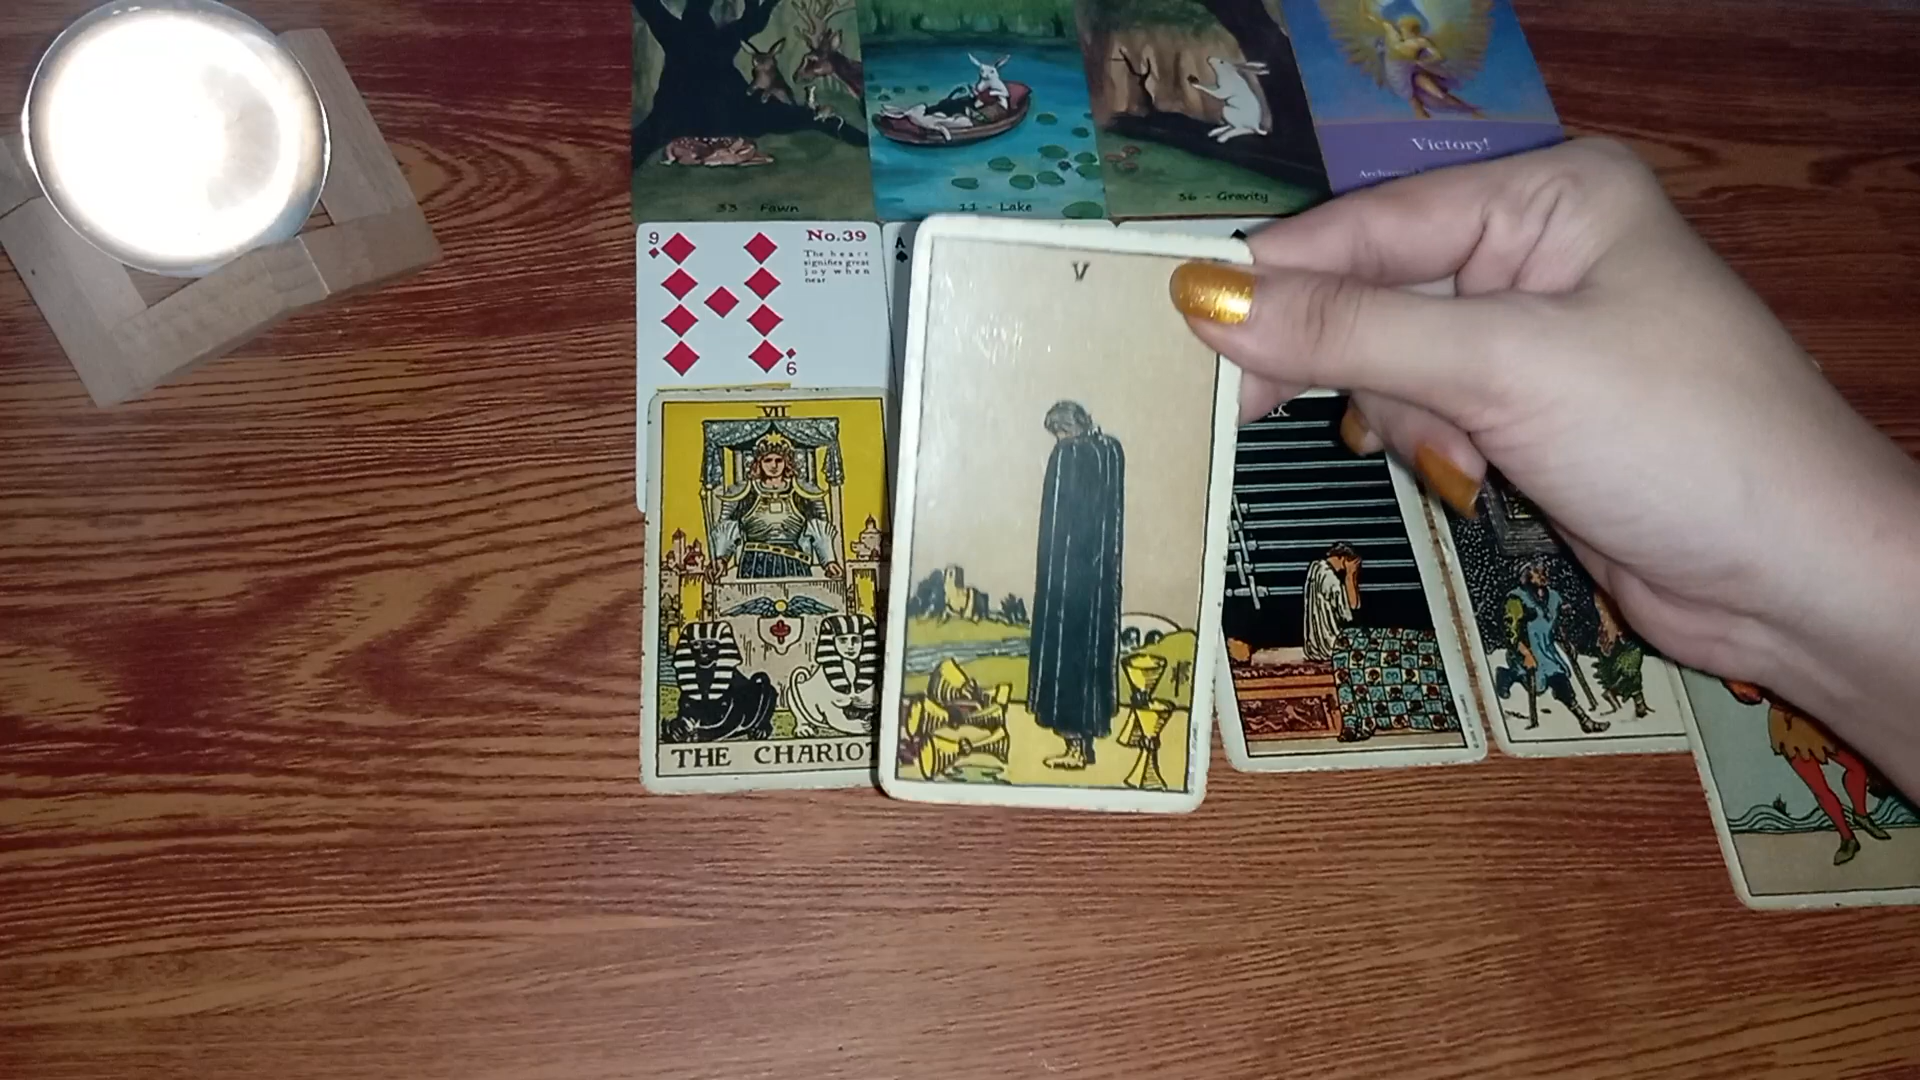 33 - Fawn
11 - Lake
36 - Gravity
Victory!
9
No.39
The heart
signifies great
joy when
near
A
9
V
VII
THE CHARIOT